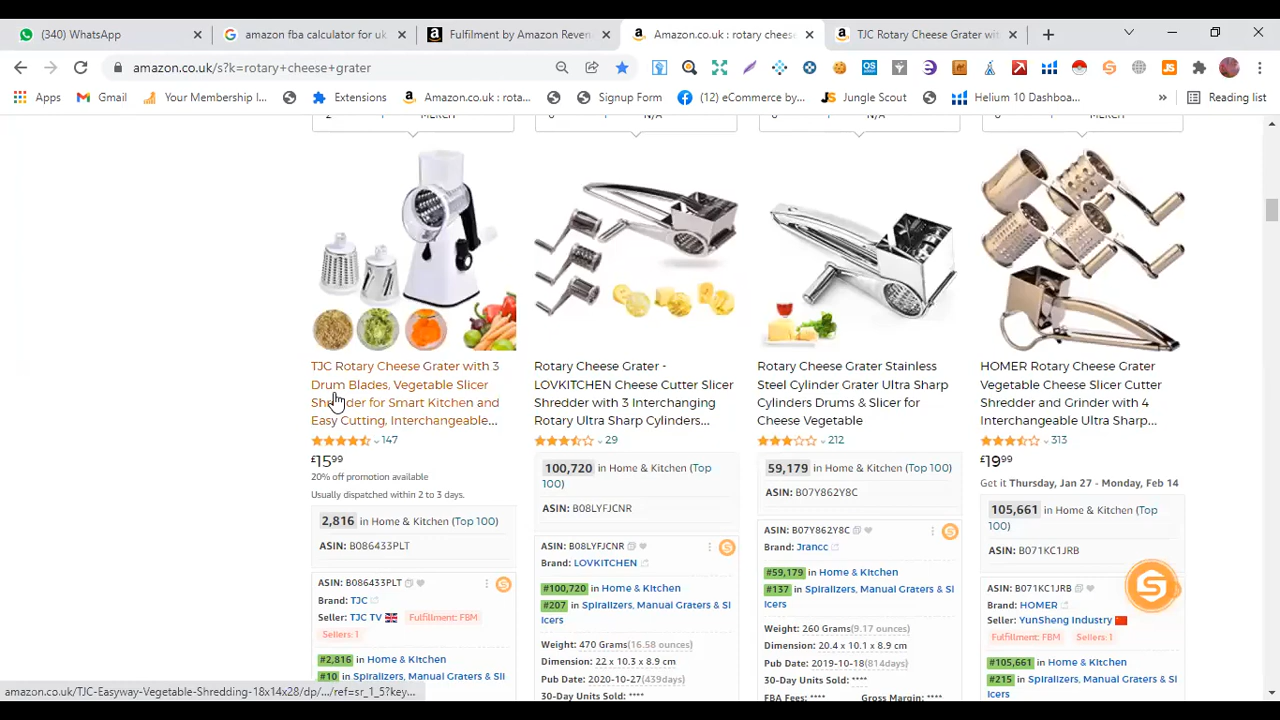 (340) WhatsApp
amazon fba calculator for uk
Fulfilment by Amazon Reven
Amazon.co.uk : rotary cheese
TJC Rotary Cheese Grater wit
amazon.co.uk/s?k=rotary+cheese+grater
Apps
Gmail
Your Membership I...
Extensions
Amazon.co.uk : rota...
Signup Form
(12) eCommerce by...
Jungle Scout
Helium 10 Dashboa...
»
Reading list
2 1 MERCH
N/A
N/A
MERCH
TJC Rotary Cheese Grater with 3
Drum Blades, Vegetable Slicer
Shredder for Smart Kitchen and
Easy Cutting, Interchangeable...
147
£15.99
20% off promotion available
Usually dispatched within 2 to 3 days.
2,816 in Home & Kitchen (Top 100)
ASIN: B086433PLT
ASIN: B086433PLT
Brand: TJC
Seller: TJC TV Fulfillment: FBM
Sellers: 1
#2,816 in Home & Kitchen
#10 in Spiralizers, Manual Graters & S
Rotary Cheese Grater -
LOVKITCHEN Cheese Cutter Slicer
Shredder with 3 Interchanging
Rotary Ultra Sharp Cylinders...
29
100,720 in Home & Kitchen (Top
100)
ASIN: B08LYFJCNR
ASIN: B08LYFJCNR
Brand: LOVKITCHEN
#100,720 in Home & Kitchen
#207 in Spiralizers, Manual Graters & Sl
icers
Weight: 470 Grams(16.58 ounces)
Dimension: 22 x 10.3 x 8.9 cm
Pub Date: 2020-10-27(439days)
30-Day Units Sold: ****
Rotary Cheese Grater Stainless
Steel Cylinder Grater Ultra Sharp
Cylinders Drums & Slicer for
Cheese Vegetable
212
59,179 in Home & Kitchen (Top 100)
ASIN: B07Y862Y8C
ASIN: B07Y862Y8C
Brand: Jrancc
#59,179 in Home & Kitchen
#137 in Spiralizers, Manual Graters & Sl
icers
Weight: 260 Grams(9.17 ounces)
Dimension: 20.4 x 10.1 x 8.9 cm
Pub Date: 2019-10-18(814days)
30-Day Units Sold: ****
FBA Fees: **** Gross Margin: ****
HOMER Rotary Cheese Grater
Vegetable Cheese Slicer Cutter
Shredder and Grinder with 4
Interchangeable Ultra Sharp...
313
£19.99
Get it Thursday, Jan 27 - Monday, Feb 14
105,661 in Home & Kitchen (Top
100)
ASIN: B071KC1JRB
ASIN: B071KC1JRB
Brand: HOMER
Seller: YunSheng Industry
Fulfillment: FBM Sellers: 1
#105,661 in Home & Kitchen
#215 in Spiralizers, Manual Graters & Sl
icers
amazon.co.uk/TJC-Easyway-Vegetable-Shredding-18x14x28/dp/.../ref=sr_1_5?key...